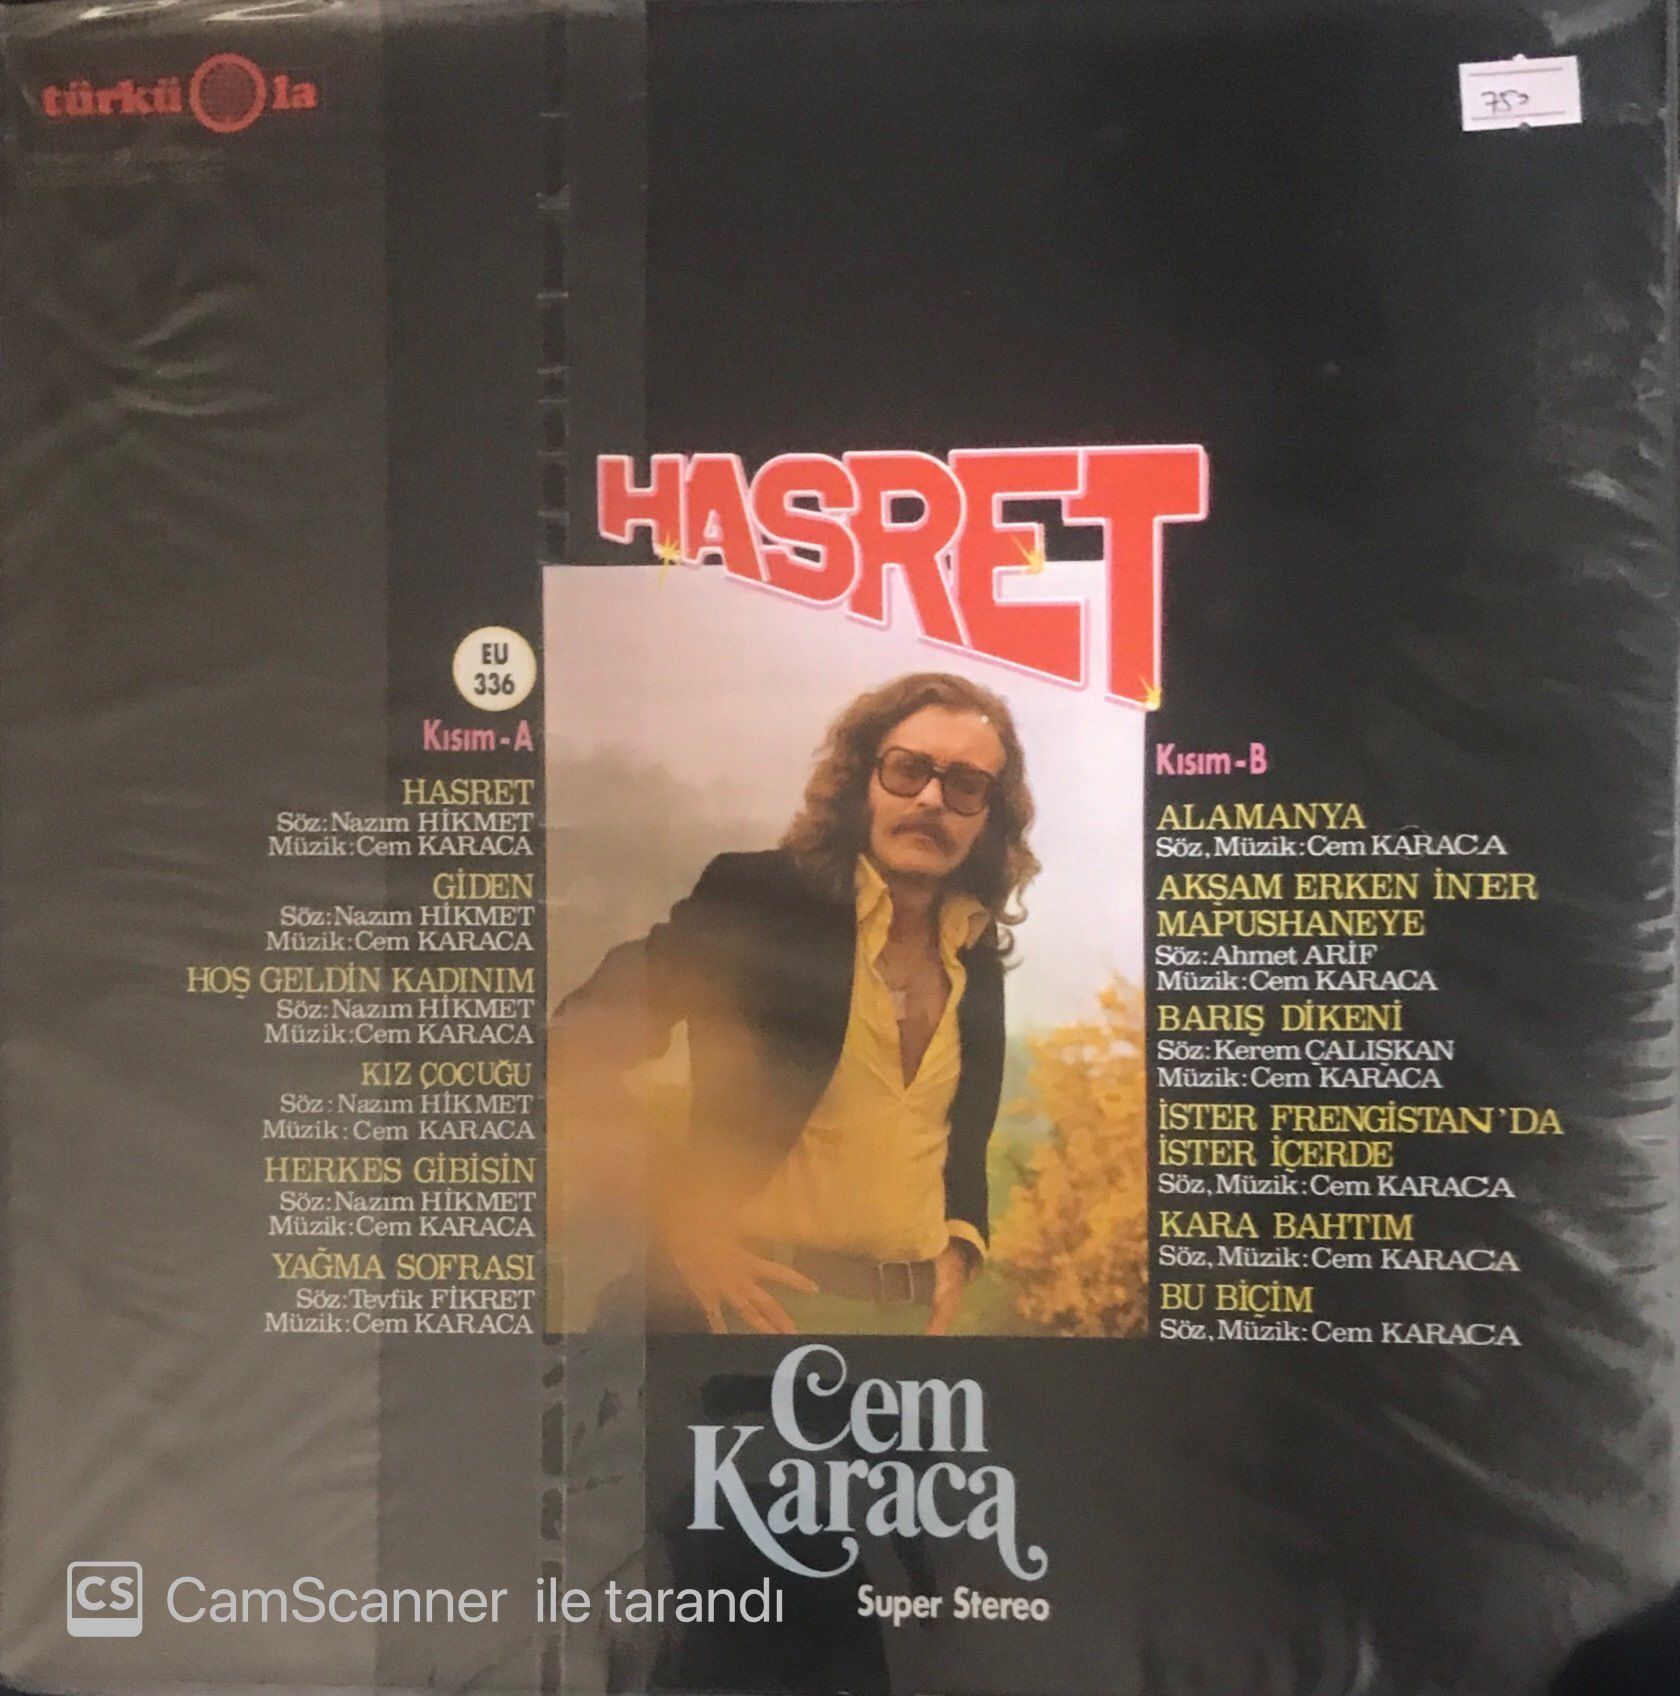 türküola
750
HASRET
EU
336
Kısım-A
HASRET
Söz:Nazım HİKMET
Müzik:Cem KARACA
GİDEN
Söz:Nazım HİKMET
Müzik:Cem KARACA
HOŞ GELDİN KADINIM
Söz:Nazım HİKMET
Müzik:Cem KARACA
KIZ ÇOCUĞU
Söz:Nazım HİKMET
Müzik:Cem KARACA
HERKES GİBİSİN
Söz:Nazım HİKMET
Müzik:Cem KARACA
YAĞMA SOFRASI
Söz:Tevfik FİKRET
Müzik:Cem KARACA
Kısım-B
ALAMANYA
Söz,Müzik:Cem KARACA
AKŞAM ERKEN İNER
MAPUSHANEYE
Söz:Ahmet ARİF
Müzik:Cem KARACA
BARIŞ DİKENİ
Söz:Kerem ÇALIŞKAN
Müzik:Cem KARACA
İSTER FRENGİSTAN'DA
İSTER İÇERDE
Söz,Müzik:Cem KARACA
KARA BAHTIM
Söz,Müzik:Cem KARACA
BU BİÇİM
Söz,Müzik:Cem KARACA
Cem
Karaca
Super Stereo
CS CamScanner ile tarandı